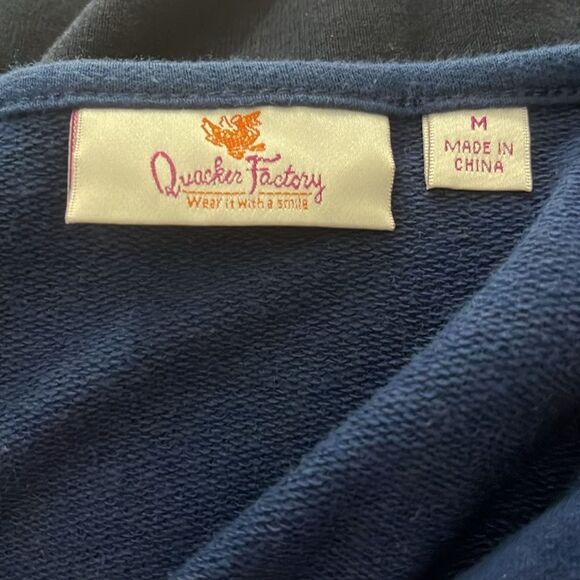 Quacker Factory
Wear it with a smile
M
MADE IN
CHINA